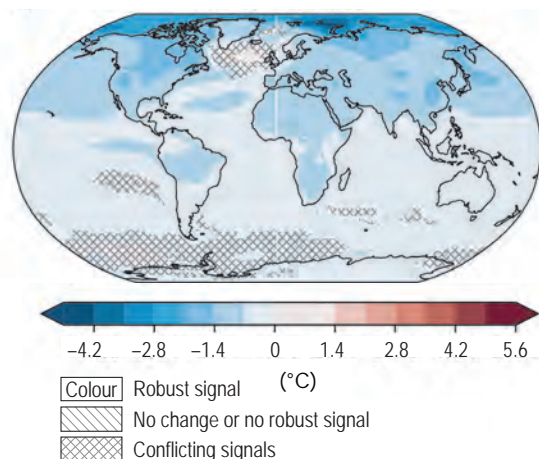 −4.2 −2.8 −1.4 0 1.4 2.8 4.2 5.6
(°C)
Colour Robust signal
No change or no robust signal
Conflicting signals